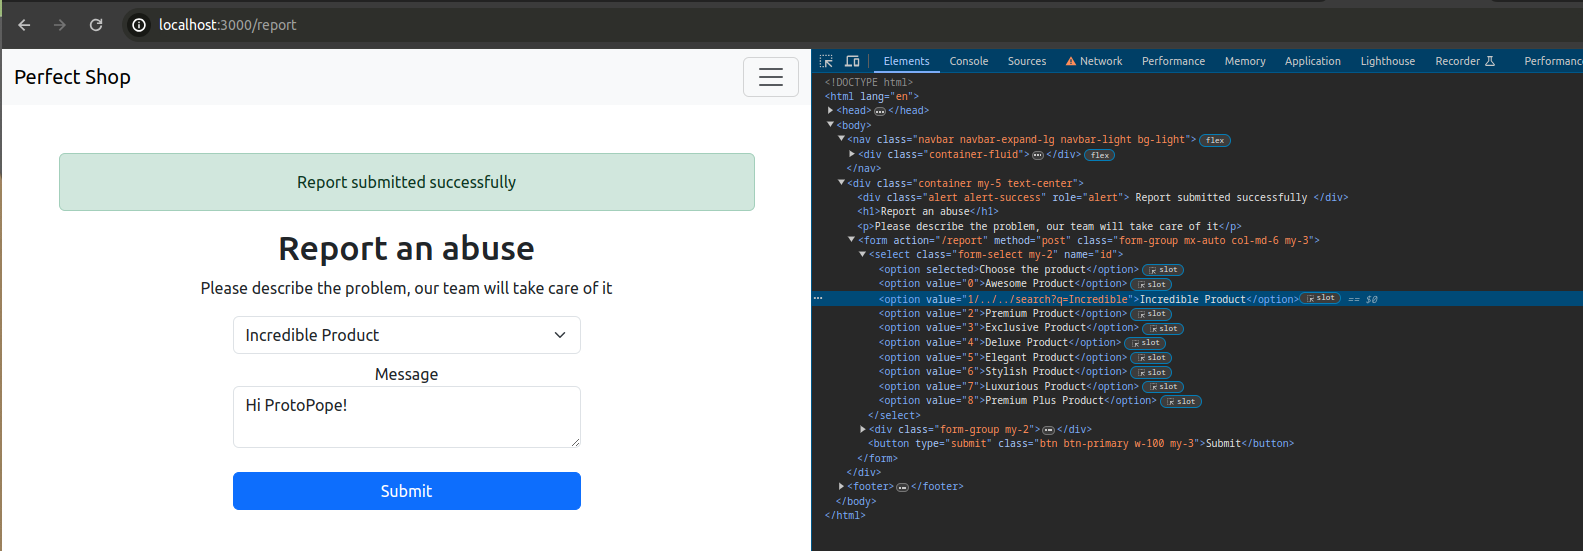 localhost:3000/report
Perfect Shop
Report submitted successfully
Report an abuse
Please describe the problem, our team will take care of it
Incredible Product
Message
Hi ProtoPope!
Submit
Elements Console Sources Network Performance Memory Application Lighthouse Recorder Performanc
<!DOCTYPE html>
<html lang="en">
<head> ••• </head>
<body>
<nav class="navbar navbar-expand-lg navbar-light bg-light"> flex
<div class="container-fluid"> ••• </div> flex
</nav>
<div class="container my-5 text-center">
<div class="alert alert-success" role="alert"> Report submitted successfully </div>
<h1>Report an abuse</h1>
<p>Please describe the problem, our team will take care of it</p>
<form action="/report" method="post" class="form-group mx-auto col-md-6 my-3">
<select class="form-select my-2" name="id">
<option selected>Choose the product</option> slot
<option value="0">Awesome Product</option> slot
••• <option value="1/../../search?q=Incredible">Incredible Product</option> slot == $0
<option value="2">Premium Product</option> slot
<option value="3">Exclusive Product</option> slot
<option value="4">Deluxe Product</option> slot
<option value="5">Elegant Product</option> slot
<option value="6">Stylish Product</option> slot
<option value="7">Luxurious Product</option> slot
<option value="8">Premium Plus Product</option> slot
</select>
<div class="form-group my-2"> ••• </div>
<button type="submit" class="btn btn-primary w-100 my-3">Submit</button>
</form>
</div>
<footer> ••• </footer>
</body>
</html>